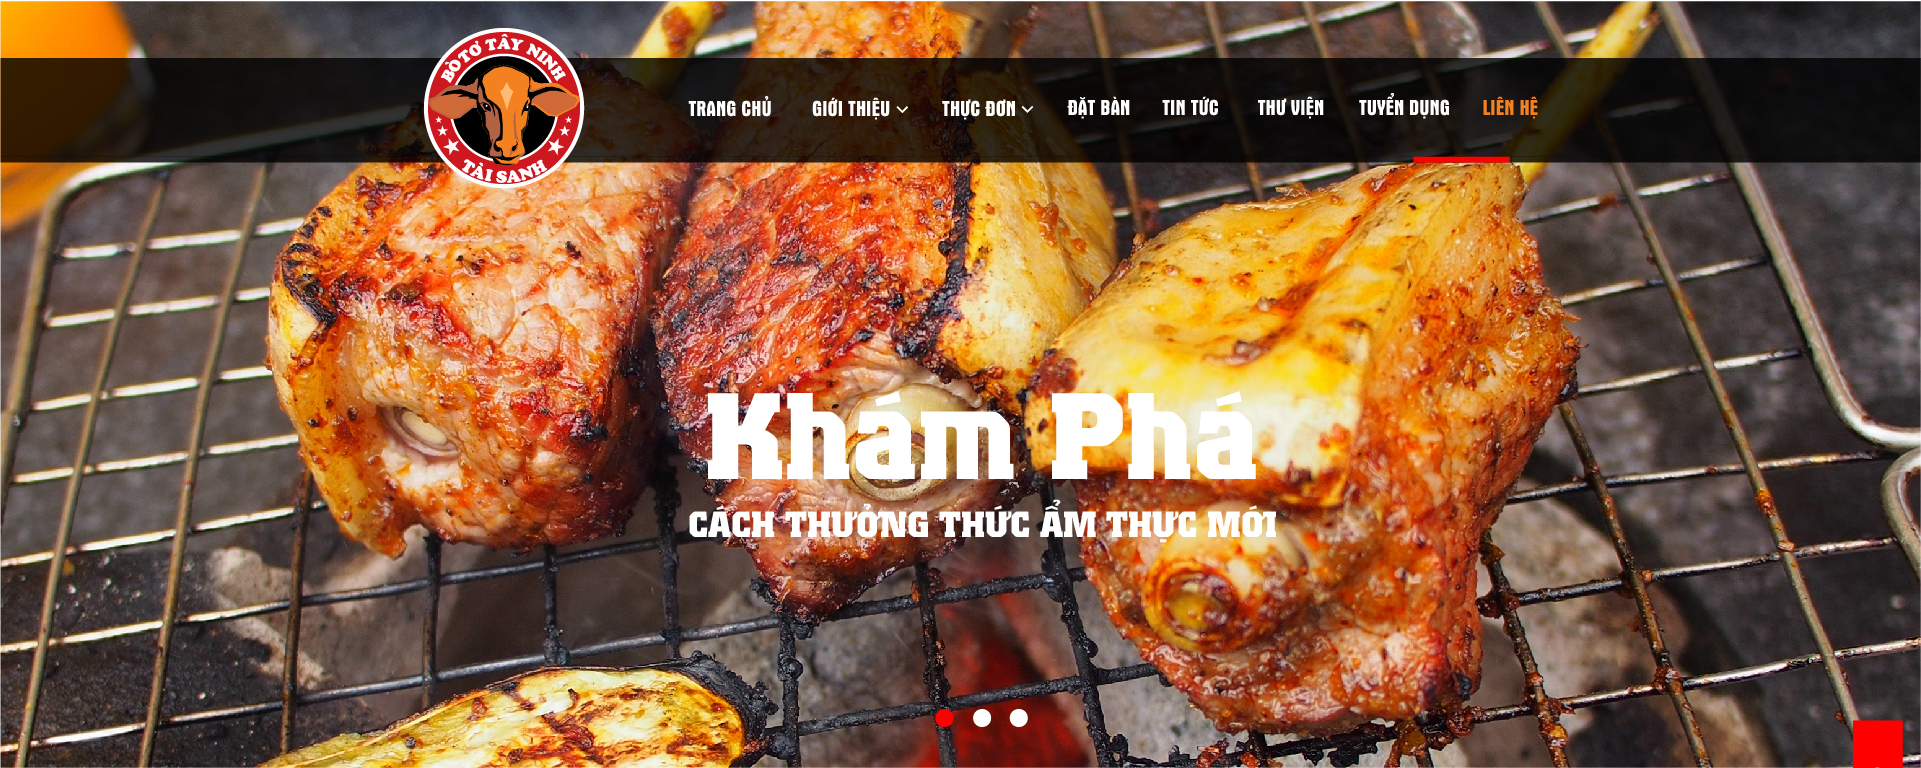 BÒ TƠ TÂY NINH
TÀI SANH
TRANG CHỦ GIỚI THIỆU THỰC ĐƠN ĐẶT BÀN TIN TỨC THƯ VIỆN TUYỂN DỤNG LIÊN HỆ
Khám Phá
CÁCH THƯỞNG THỨC ẨM THỰC MỚI